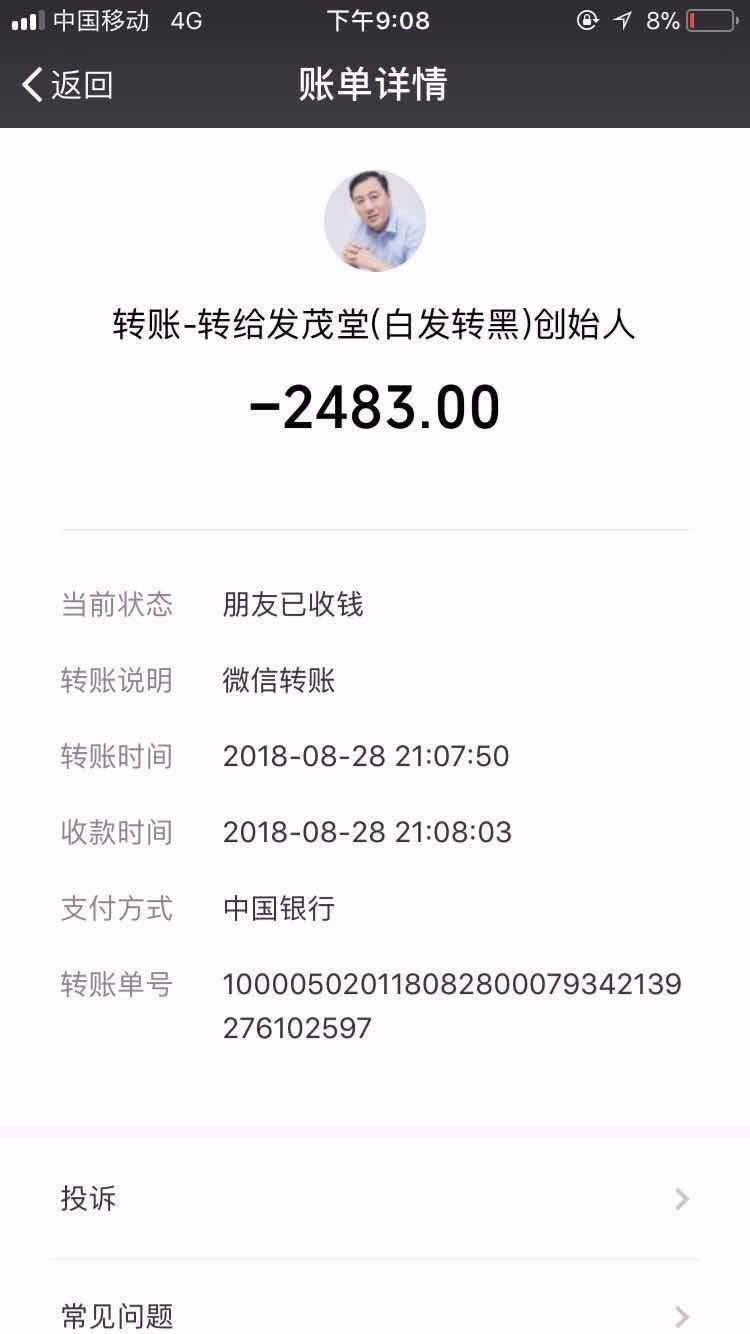 中国移动 4G 下午9:08 8%
返回 账单详情
转账-转给发茂堂(白发转黑)创始人
-2483.00
当前状态 朋友已收钱
转账说明 微信转账
转账时间 2018-08-28 21:07:50
收款时间 2018-08-28 21:08:03
支付方式 中国银行
转账单号 100005020118082800079342139
276102597
投诉
常见问题